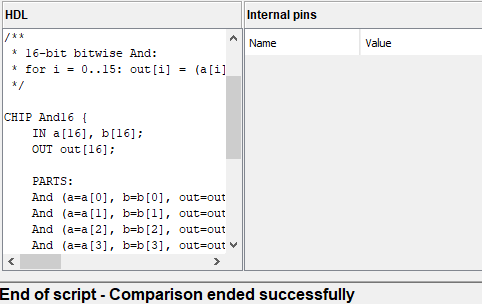 HDL
/**
 * 16-bit bitwise And:
 * for i = 0..15: out[i] = (a[i]
 */
CHIP And16 {
    IN a[16], b[16];
    OUT out[16];
    PARTS:
    And (a=a[0], b=b[0], out=out
    And (a=a[1], b=b[1], out=out
    And (a=a[2], b=b[2], out=out
    And (a=a[3], b=b[3], out=out
Internal pins
Name Value
End of script - Comparison ended successfully